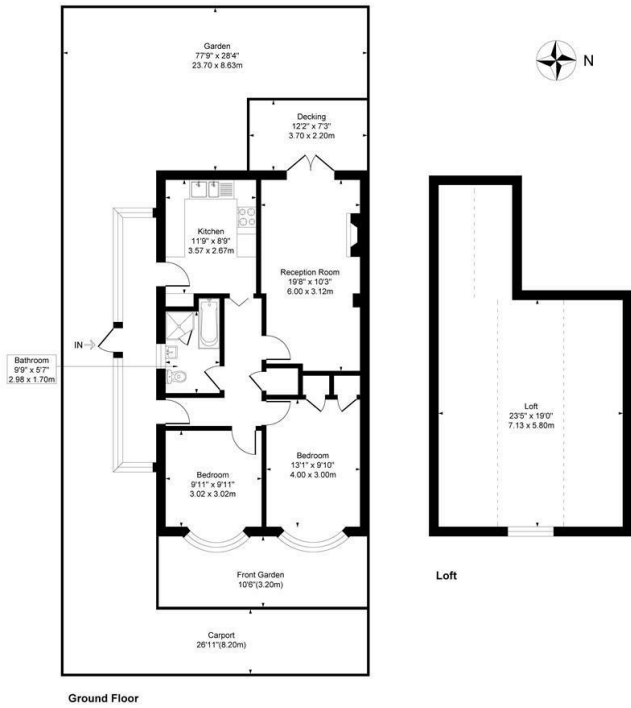 Garden
77'9" x 28'4"
23.70 x 8.63m
N
Decking
12'2" x 7'3"
3.70 x 2.20m
Kitchen
11'9" x 8'9"
3.57 x 2.67m
Reception Room
19'8" x 10'3"
6.00 x 3.12m
IN
Bathroom
9'9" x 5'7"
2.98 x 1.70m
Loft
23'5" x 19'0"
7.13 x 5.80m
Bedroom
13'1" x 9'10"
4.00 x 3.00m
Bedroom
9'11" x 9'11"
3.02 x 3.02m
Front Garden
10'6"(3.20m)
Loft
Carport
26'11"(8.20m)
Ground Floor